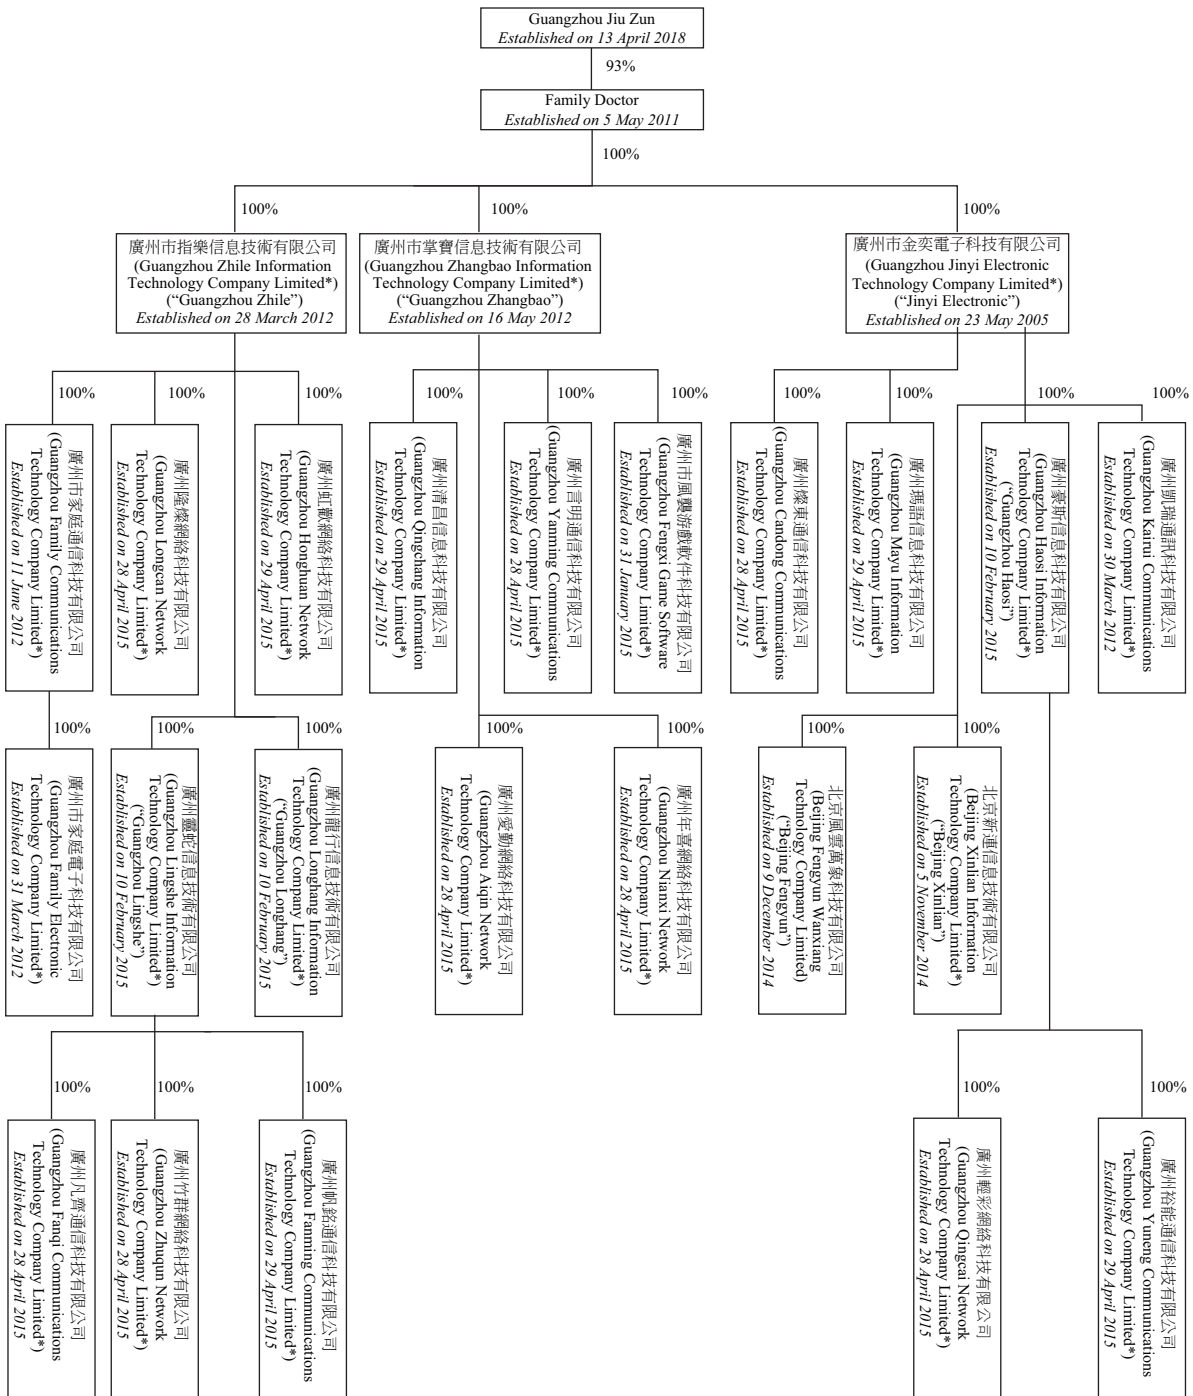 Guangzhou Jiu Zun
Established on 13 April 2018
93%
Family Doctor
Established on 5 May 2011
100%
100%
100%
100%
廣州市指樂信息技術有限公司
(Guangzhou Zhile Information
Technology Company Limited*)
(“Guangzhou Zhile”)
Established on 28 March 2012
廣州市掌寶信息技術有限公司
(Guangzhou Zhangbao Information
Technology Company Limited*)
(“Guangzhou Zhangbao”)
Established on 16 May 2012
廣州市金奕電子科技有限公司
(Guangzhou Jinyi Electronic
Technology Company Limited*)
(“Jinyi Electronic”)
Established on 23 May 2005
100%
100%
100%
100%
100%
100%
100%
100%
100%
100%
廣州市家庭通信科技有限公司
(Guangzhou Family Communications
Technology Company Limited*)
Established on 11 June 2012
廣州隆燦網絡科技有限公司
(Guangzhou Longcan Network
Technology Company Limited*)
Established on 28 April 2015
廣州虹歡網絡科技有限公司
(Guangzhou Honghuan Network
Technology Company Limited*)
Established on 29 April 2015
廣州清昌信息科技有限公司
(Guangzhou Qingchang Information
Technology Company Limited*)
Established on 29 April 2015
廣州言明通信科技有限公司
(Guangzhou Yanming Communications
Technology Company Limited*)
Established on 28 April 2015
廣州市風襲游戲軟件科技有限公司
(Guangzhou Fengxi Game Software
Technology Company Limited*)
Established on 31 January 2015
廣州燦東通信科技有限公司
(Guangzhou Candong Communications
Technology Company Limited*)
Established on 28 April 2015
廣州瑪語信息科技有限公司
(Guangzhou Mayu Information
Technology Company Limited*)
Established on 29 April 2015
廣州豪斯信息科技有限公司
(Guangzhou Haosi Information
Technology Company Limited*)
(“Guangzhou Haosi”)
Established on 10 February 2015
廣州凱瑞通訊科技有限公司
(Guangzhou Kairui Communications
Technology Company Limited*)
Established on 30 March 2012
100%
100%
100%
100%
100%
100%
100%
廣州市家庭電子科技有限公司
(Guangzhou Family Electronic
Technology Company Limited*)
Established on 31 March 2012
廣州靈蛇信息技術有限公司
(Guangzhou Lingshe Information
Technology Company Limited*)
(“Guangzhou Lingshe”)
Established on 10 February 2015
廣州龍行信息技術有限公司
(Guangzhou Longhang Information
Technology Company Limited*)
(“Guangzhou Longhang”)
Established on 10 February 2015
廣州愛勤網絡科技有限公司
(Guangzhou Aiqin Network
Technology Company Limited*)
Established on 28 April 2015
廣州年喜網絡科技有限公司
(Guangzhou Nianxi Network
Technology Company Limited*)
Established on 28 April 2015
北京風雲萬象科技有限公司
(Beijing Fengyun Wanxiang
Technology Company Limited)
(“Beijing Fengyun”)
Established on 9 December 2014
北京新連信息技術有限公司
(Beijing Xinlian Information
Technology Company Limited*)
(“Beijing Xinlian”)
Established on 5 November 2014
100%
100%
100%
100%
100%
廣州凡齊通信科技有限公司
(Guangzhou Fanqi Communications
Technology Company Limited*)
Established on 28 April 2015
廣州竹群網絡科技有限公司
(Guangzhou Zhuqun Network
Technology Company Limited*)
Established on 28 April 2015
廣州帆銘通信科技有限公司
(Guangzhou Fanming Communications
Technology Company Limited*)
Established on 29 April 2015
廣州輕彩網絡科技有限公司
(Guangzhou Qingcai Network
Technology Company Limited*)
Established on 28 April 2015
廣州裕能通信科技有限公司
(Guangzhou Yuneng Communications
Technology Company Limited*)
Established on 29 April 2015